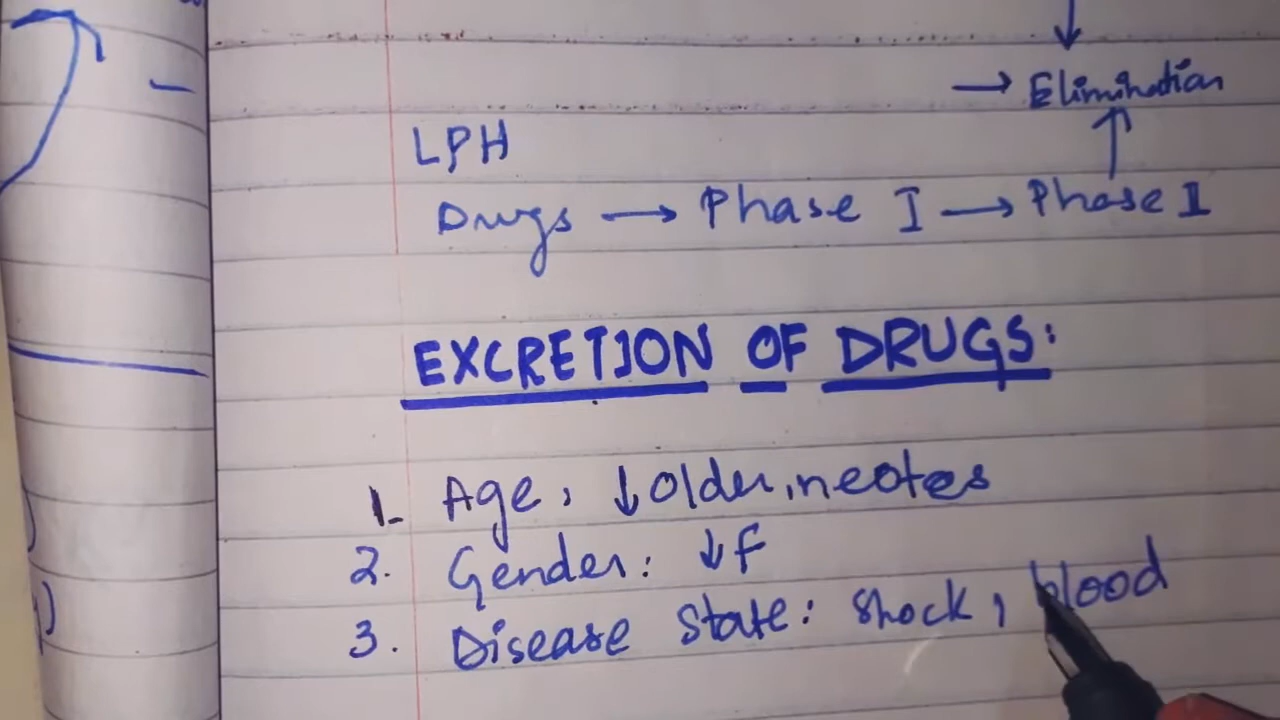 → Elimination
LPH
Drugs → Phase I → Phase I
EXCRETION OF DRUGS:
1. Age, ↓older, neotes
2. Gender: ↓F
3. Disease state: shock, blood